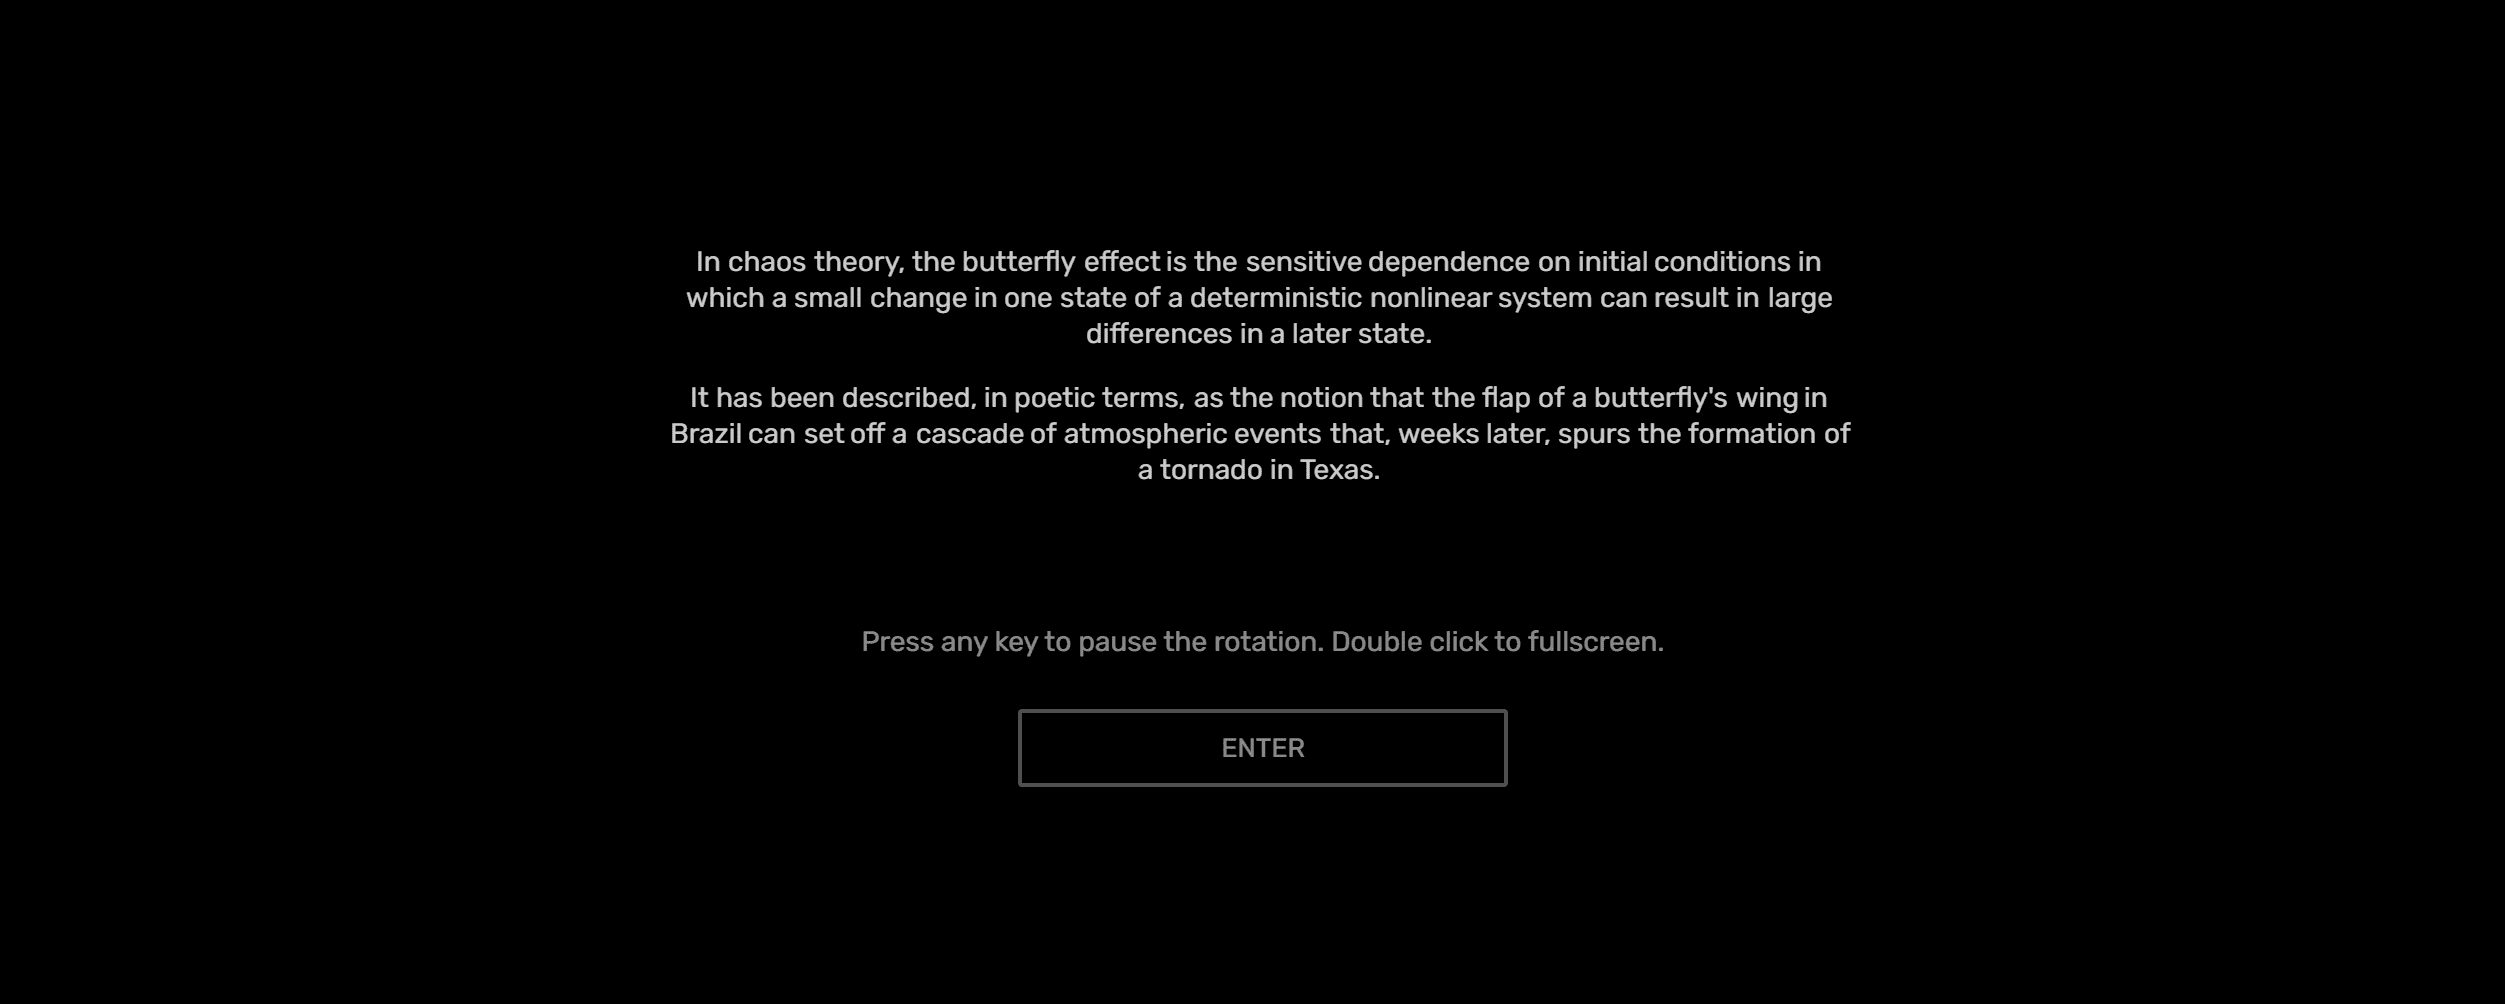 In chaos theory, the butterfly effect is the sensitive dependence on initial conditions in
which a small change in one state of a deterministic nonlinear system can result in large
differences in a later state.
It has been described, in poetic terms, as the notion that the flap of a butterfly's wing in
Brazil can set off a cascade of atmospheric events that, weeks later, spurs the formation of
a tornado in Texas.
Press any key to pause the rotation. Double click to fullscreen.
ENTER